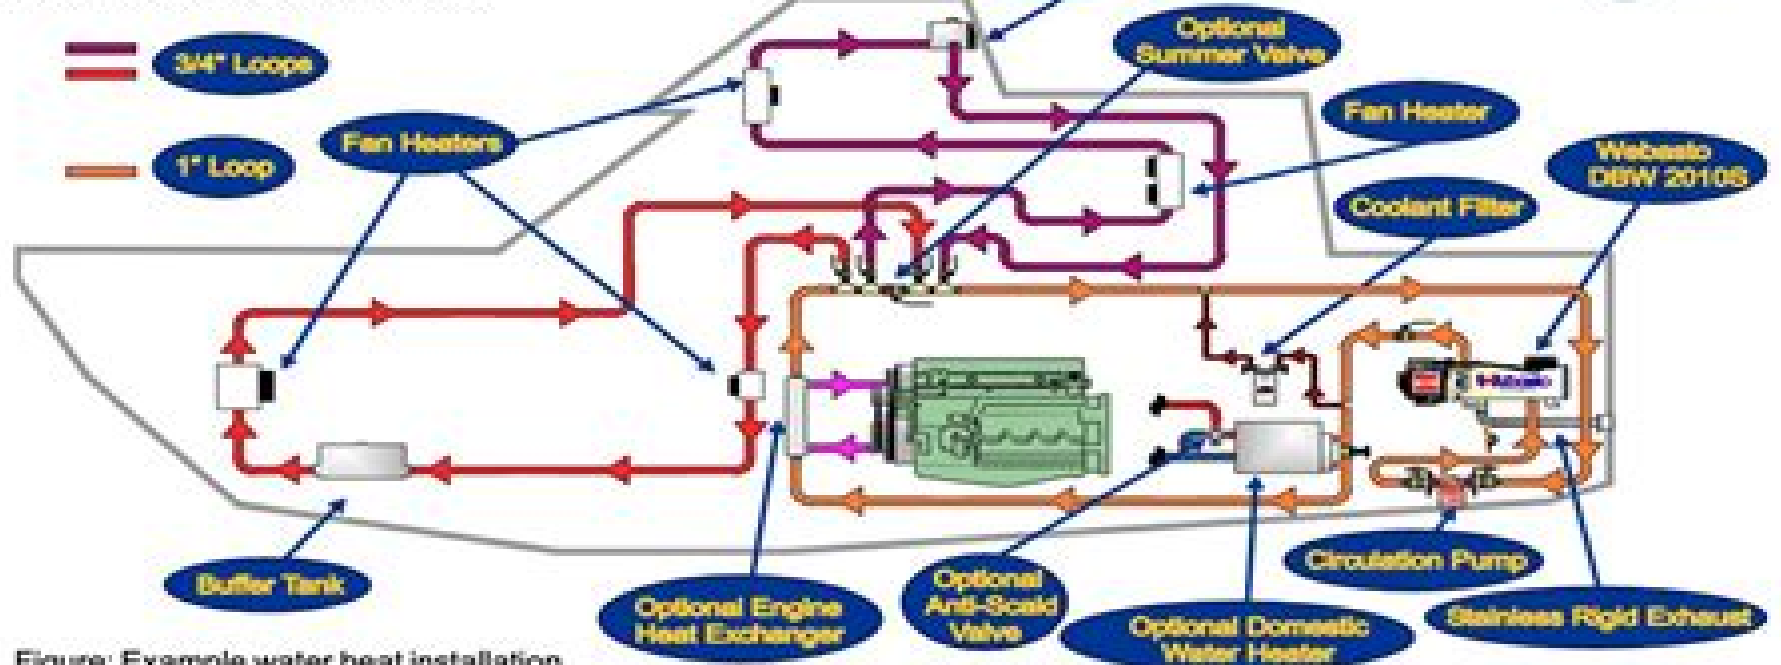 Optional
Summer Valve
3/4" Loops
Fan Heater
Fan Heaters
Webasto
DBW 2010S
1" Loop
Coolant Filter
Webasto
Circulation Pump
Buffer Tank
Optional
Anti-Scald
Valve
Optional Engine
Heat Exchanger
Stainless Rigid Exhaust
Optional Domestic
Water Heater
Figure: Example water heat installation